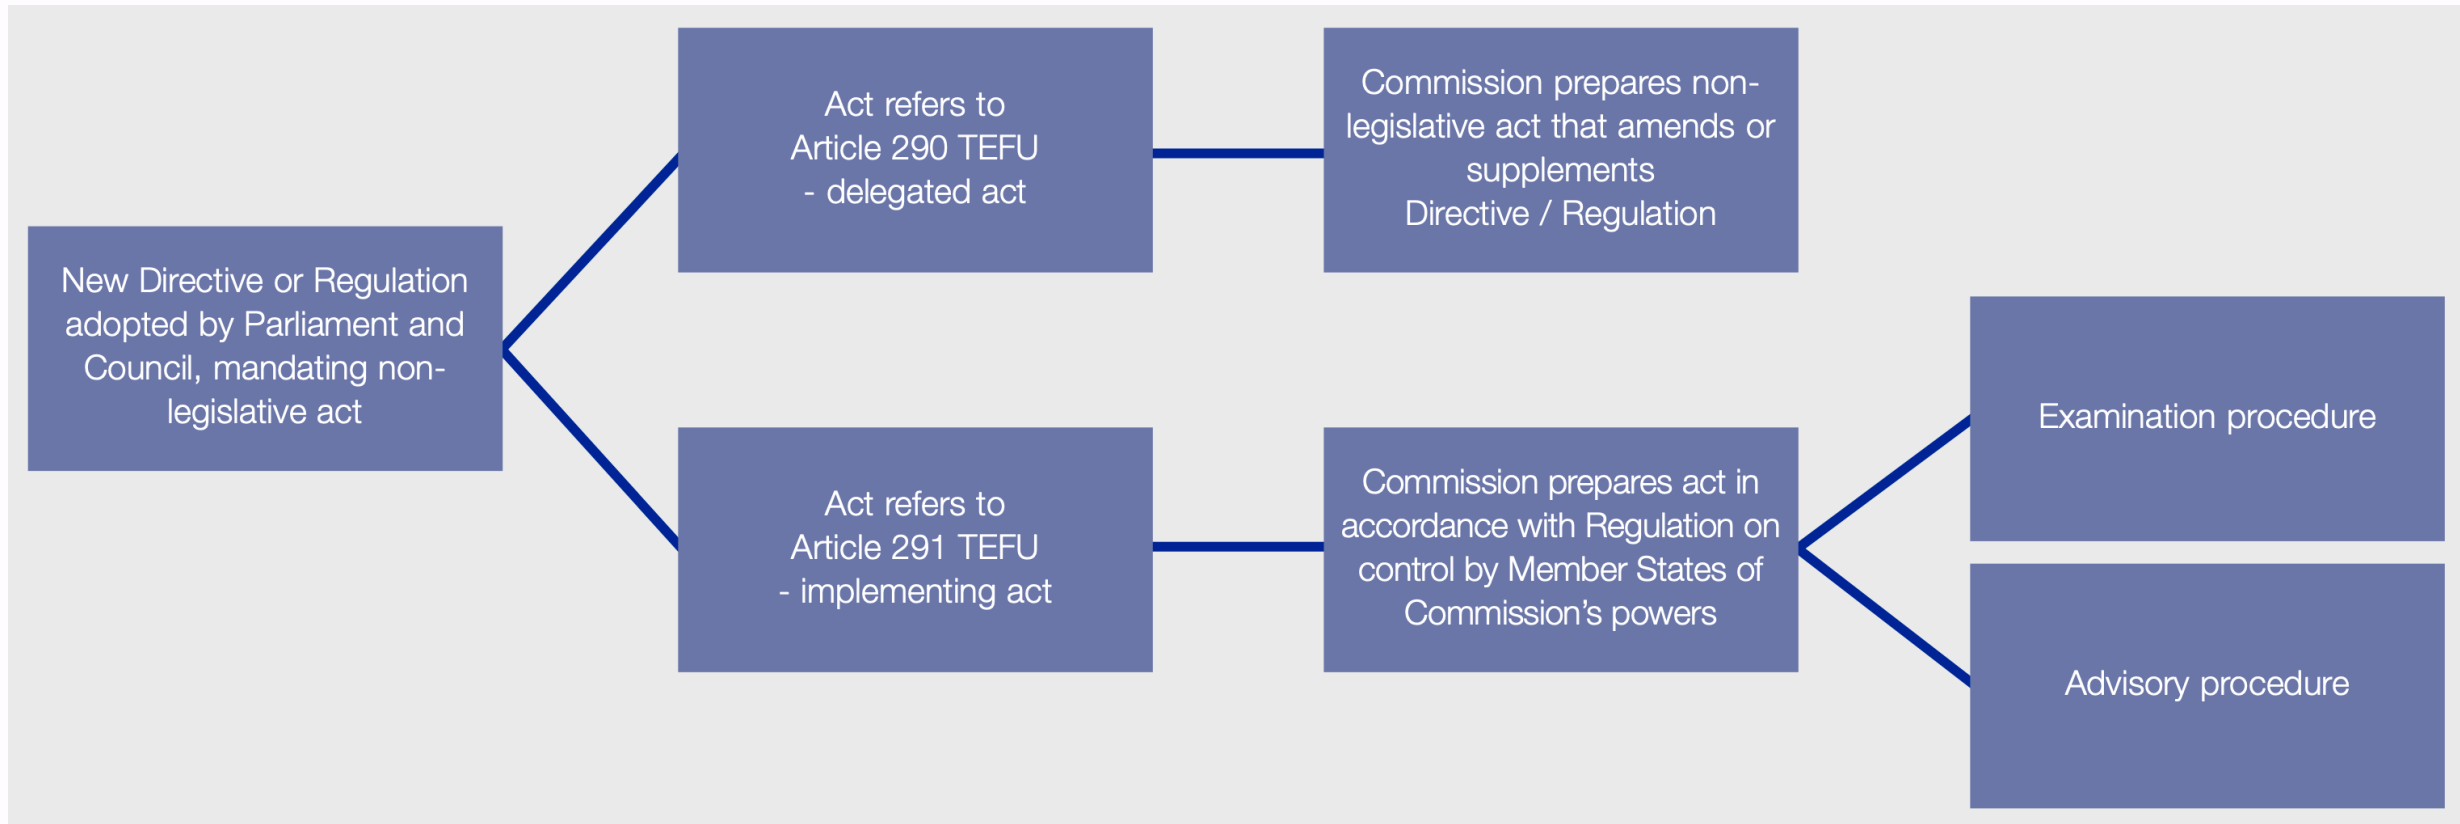 New Directive or Regulation
adopted by Parliament and
Council, mandating non-
legislative act
Act refers to
Article 290 TEFU
- delegated act
Commission prepares non-
legislative act that amends or
supplements
Directive / Regulation
Act refers to
Article 291 TEFU
- implementing act
Commission prepares act in
accordance with Regulation on
control by Member States of
Commission’s powers
Examination procedure
Advisory procedure